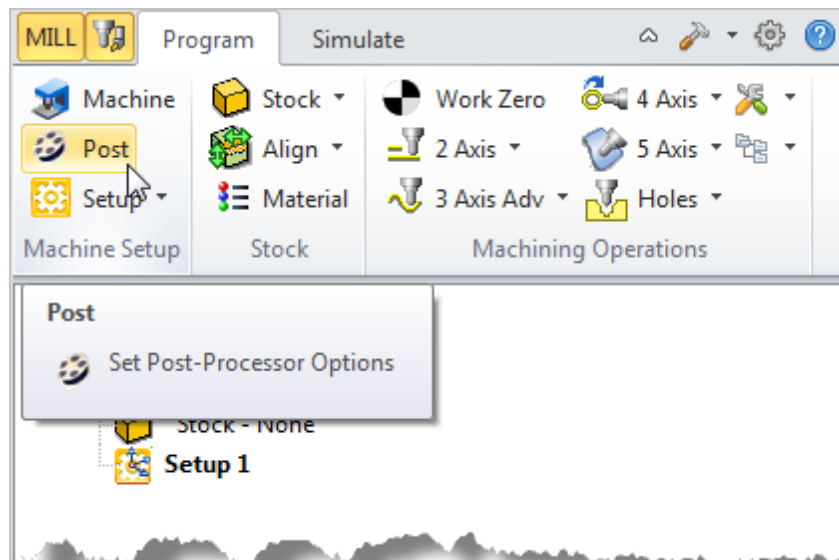 MILL Program Simulate
Machine Stock Work Zero 4 Axis
Post Align 2 Axis 5 Axis
Setup Material 3 Axis Adv Holes
Machine Setup Stock Machining Operations
Post
Set Post-Processor Options
Stock - None
Setup 1